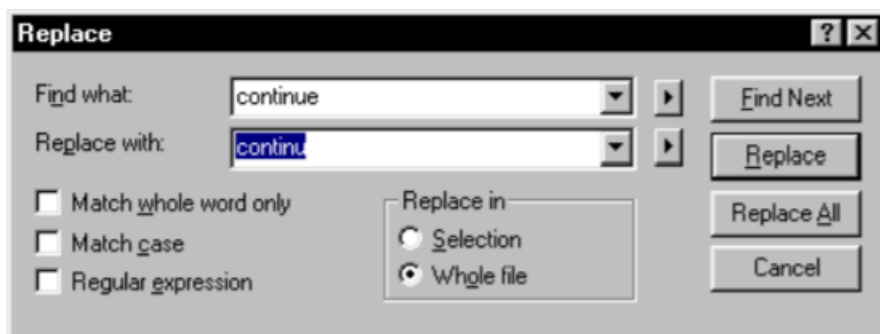 Replace
Find what: continue Find Next
Replace with: continu Replace
Match whole word only Replace in Replace All
Match case Selection Cancel
Regular expression Whole file